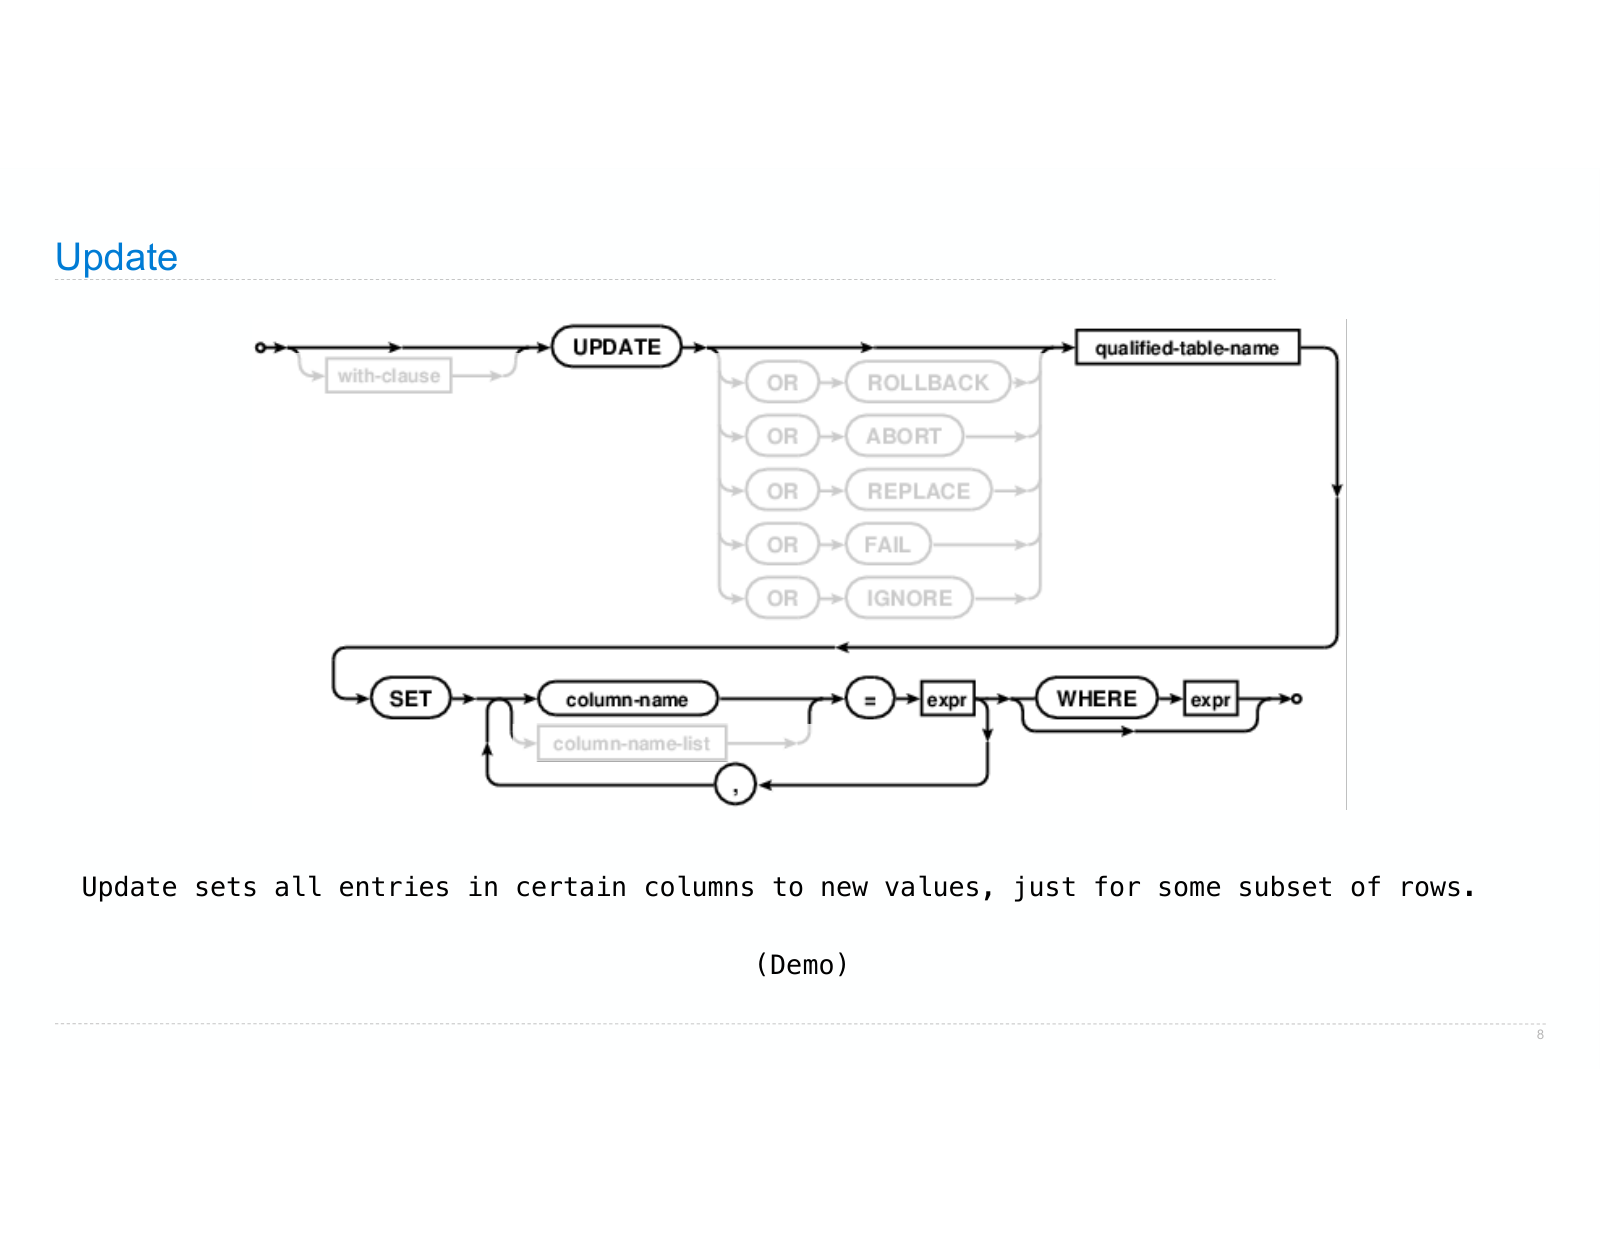 Update
UPDATE
qualified-table-name
with-clause
OR ROLLBACK
OR ABORT
OR REPLACE
OR FAIL
OR IGNORE
SET column-name = expr WHERE expr
column-name-list
,
Update sets all entries in certain columns to new values, just for some subset of rows.
(Demo)
8